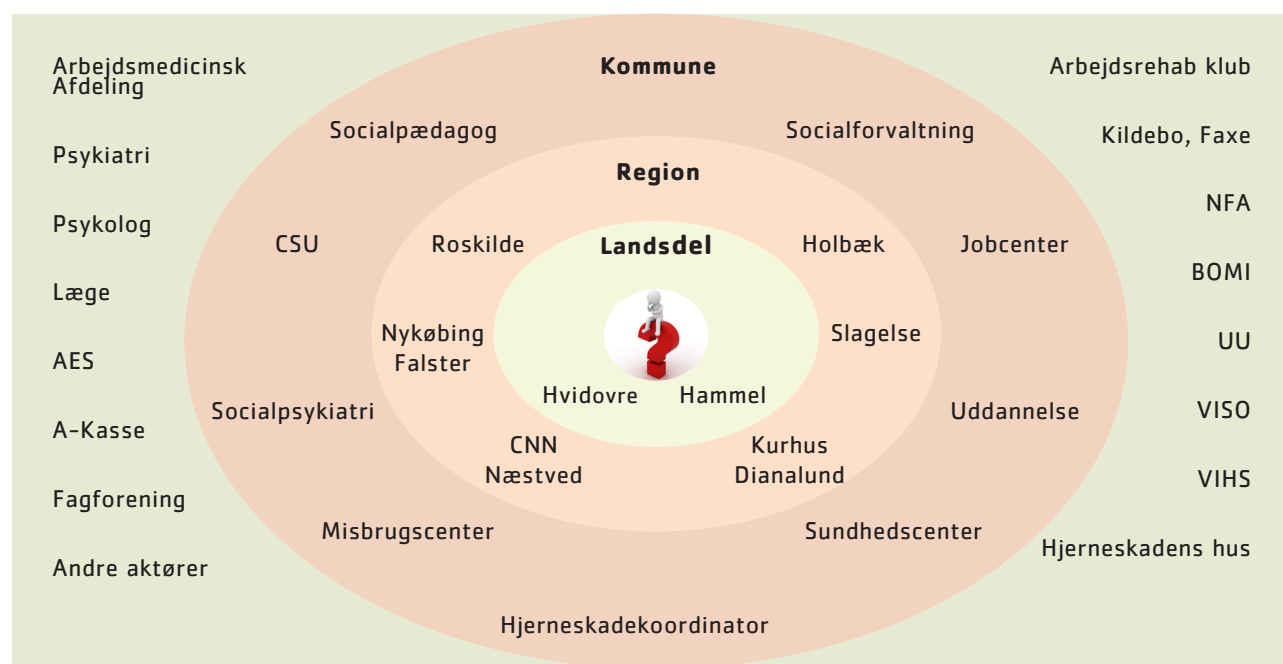 Arbejdsmedicinsk
Afdeling
Psykiatri
Psykolog
Læge
AES
A-Kasse
Fagforening
Andre aktører
Kommune
Socialpædagog
Socialforvaltning
CSU
Jobcenter
Socialpsykiatri
Uddannelse
Misbrugscenter
Sundhedscenter
Hjerneskadekoordinator
Region
Roskilde
Holbæk
Nykøbing
Falster
Slagelse
CNN
Næstved
Kurhus
Dianalund
Landsdel
Hvidovre
Hammel
Arbejdsrehab klub
Kildebo, Faxe
NFA
BOMI
UU
VISO
VIHS
Hjerneskadens hus